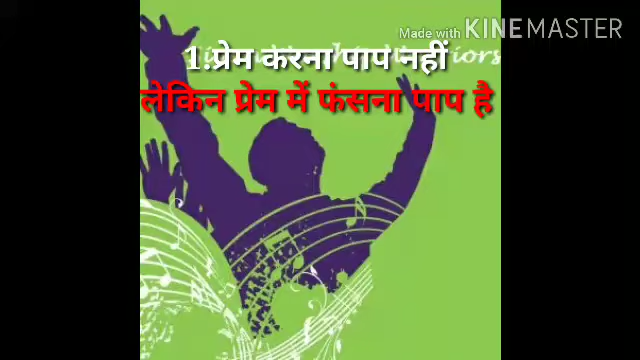 Made with KINEMASTER
1.प्रेम करना पाप नहीं
लेकिन प्रेम में फंसना पाप है